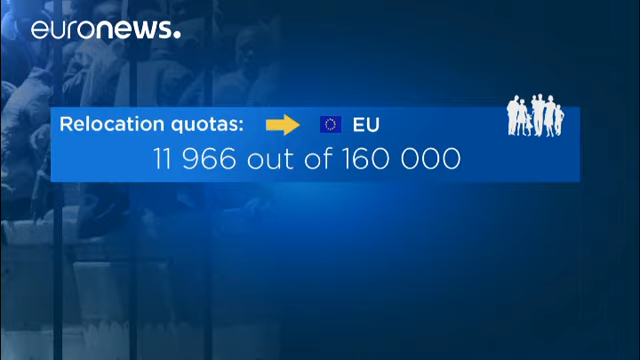 euronews.
Relocation quotas: EU
11 966 out of 160 000